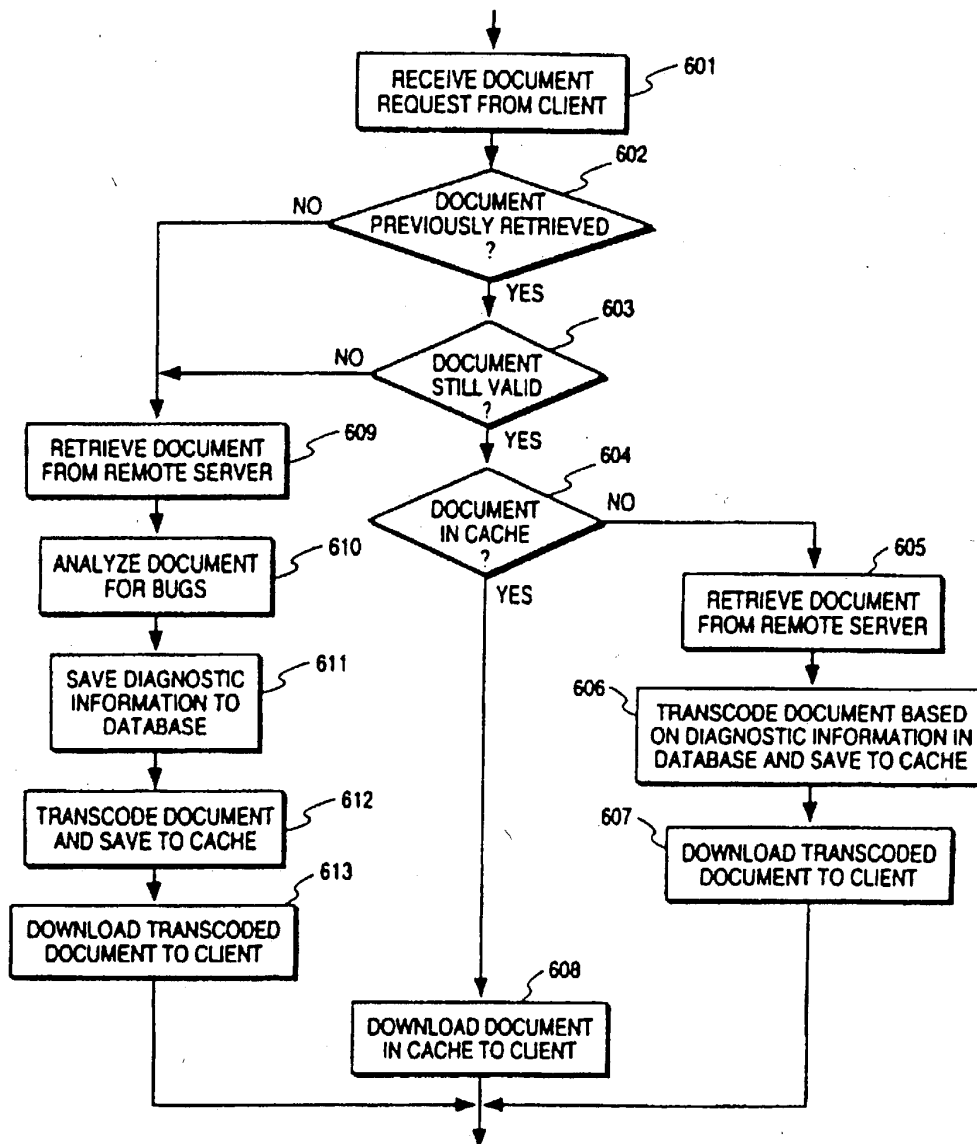 RECEIVE DOCUMENT
REQUEST FROM CLIENT
601
602
DOCUMENT
PREVIOUSLY RETRIEVED
?
NO
YES
603
DOCUMENT
STILL VALID
?
NO
YES
604
DOCUMENT
IN CACHE
?
NO
YES
605
RETRIEVE DOCUMENT
FROM REMOTE SERVER
606
TRANSCODE DOCUMENT BASED
ON DIAGNOSTIC INFORMATION IN
DATABASE AND SAVE TO CACHE
607
DOWNLOAD TRANSCODED
DOCUMENT TO CLIENT
608
DOWNLOAD DOCUMENT
IN CACHE TO CLIENT
609
RETRIEVE DOCUMENT
FROM REMOTE SERVER
610
ANALYZE DOCUMENT
FOR BUGS
611
SAVE DIAGNOSTIC
INFORMATION TO
DATABASE
612
TRANSCODE DOCUMENT
AND SAVE TO CACHE
613
DOWNLOAD TRANSCODED
DOCUMENT TO CLIENT